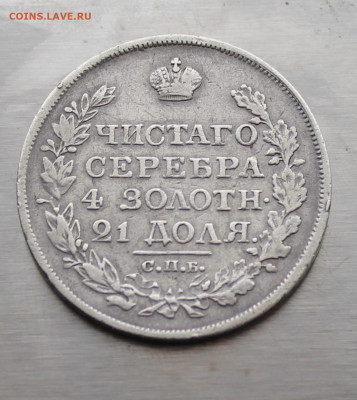 COINS.LAVE.RU
ЧИСТАГО
СЕРЕБРА
4 ЗОЛОТН.
21 ДОЛЯ.
С.П.Б.